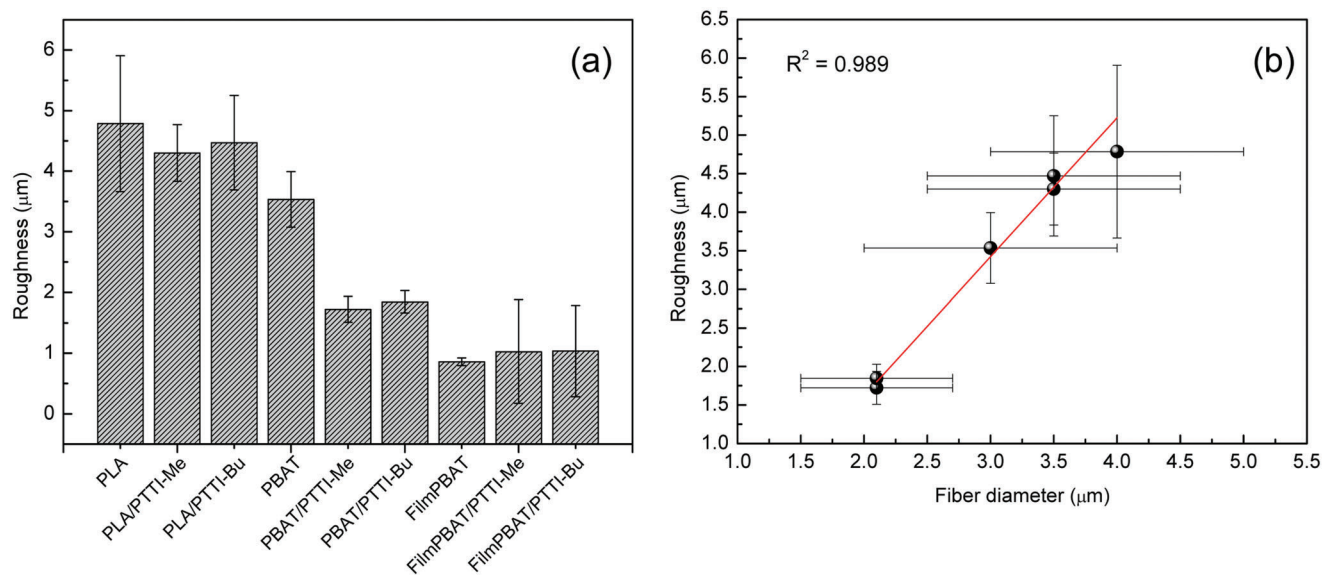 (a)
Roughness (μm)
6
5
4
3
2
1
0
PLA
PLA/PTTI-Me
PLA/PTTI-Bu
PBAT
PBAT/PTTI-Me
PBAT/PTTI-Bu
FilmPBAT
FilmPBAT/PTTI-Me
FilmPBAT/PTTI-Bu
(b)
R² = 0.989
Roughness (μm)
6.5
6.0
5.5
5.0
4.5
4.0
3.5
3.0
2.5
2.0
1.5
1.0
1.0 1.5 2.0 2.5 3.0 3.5 4.0 4.5 5.0 5.5
Fiber diameter (μm)